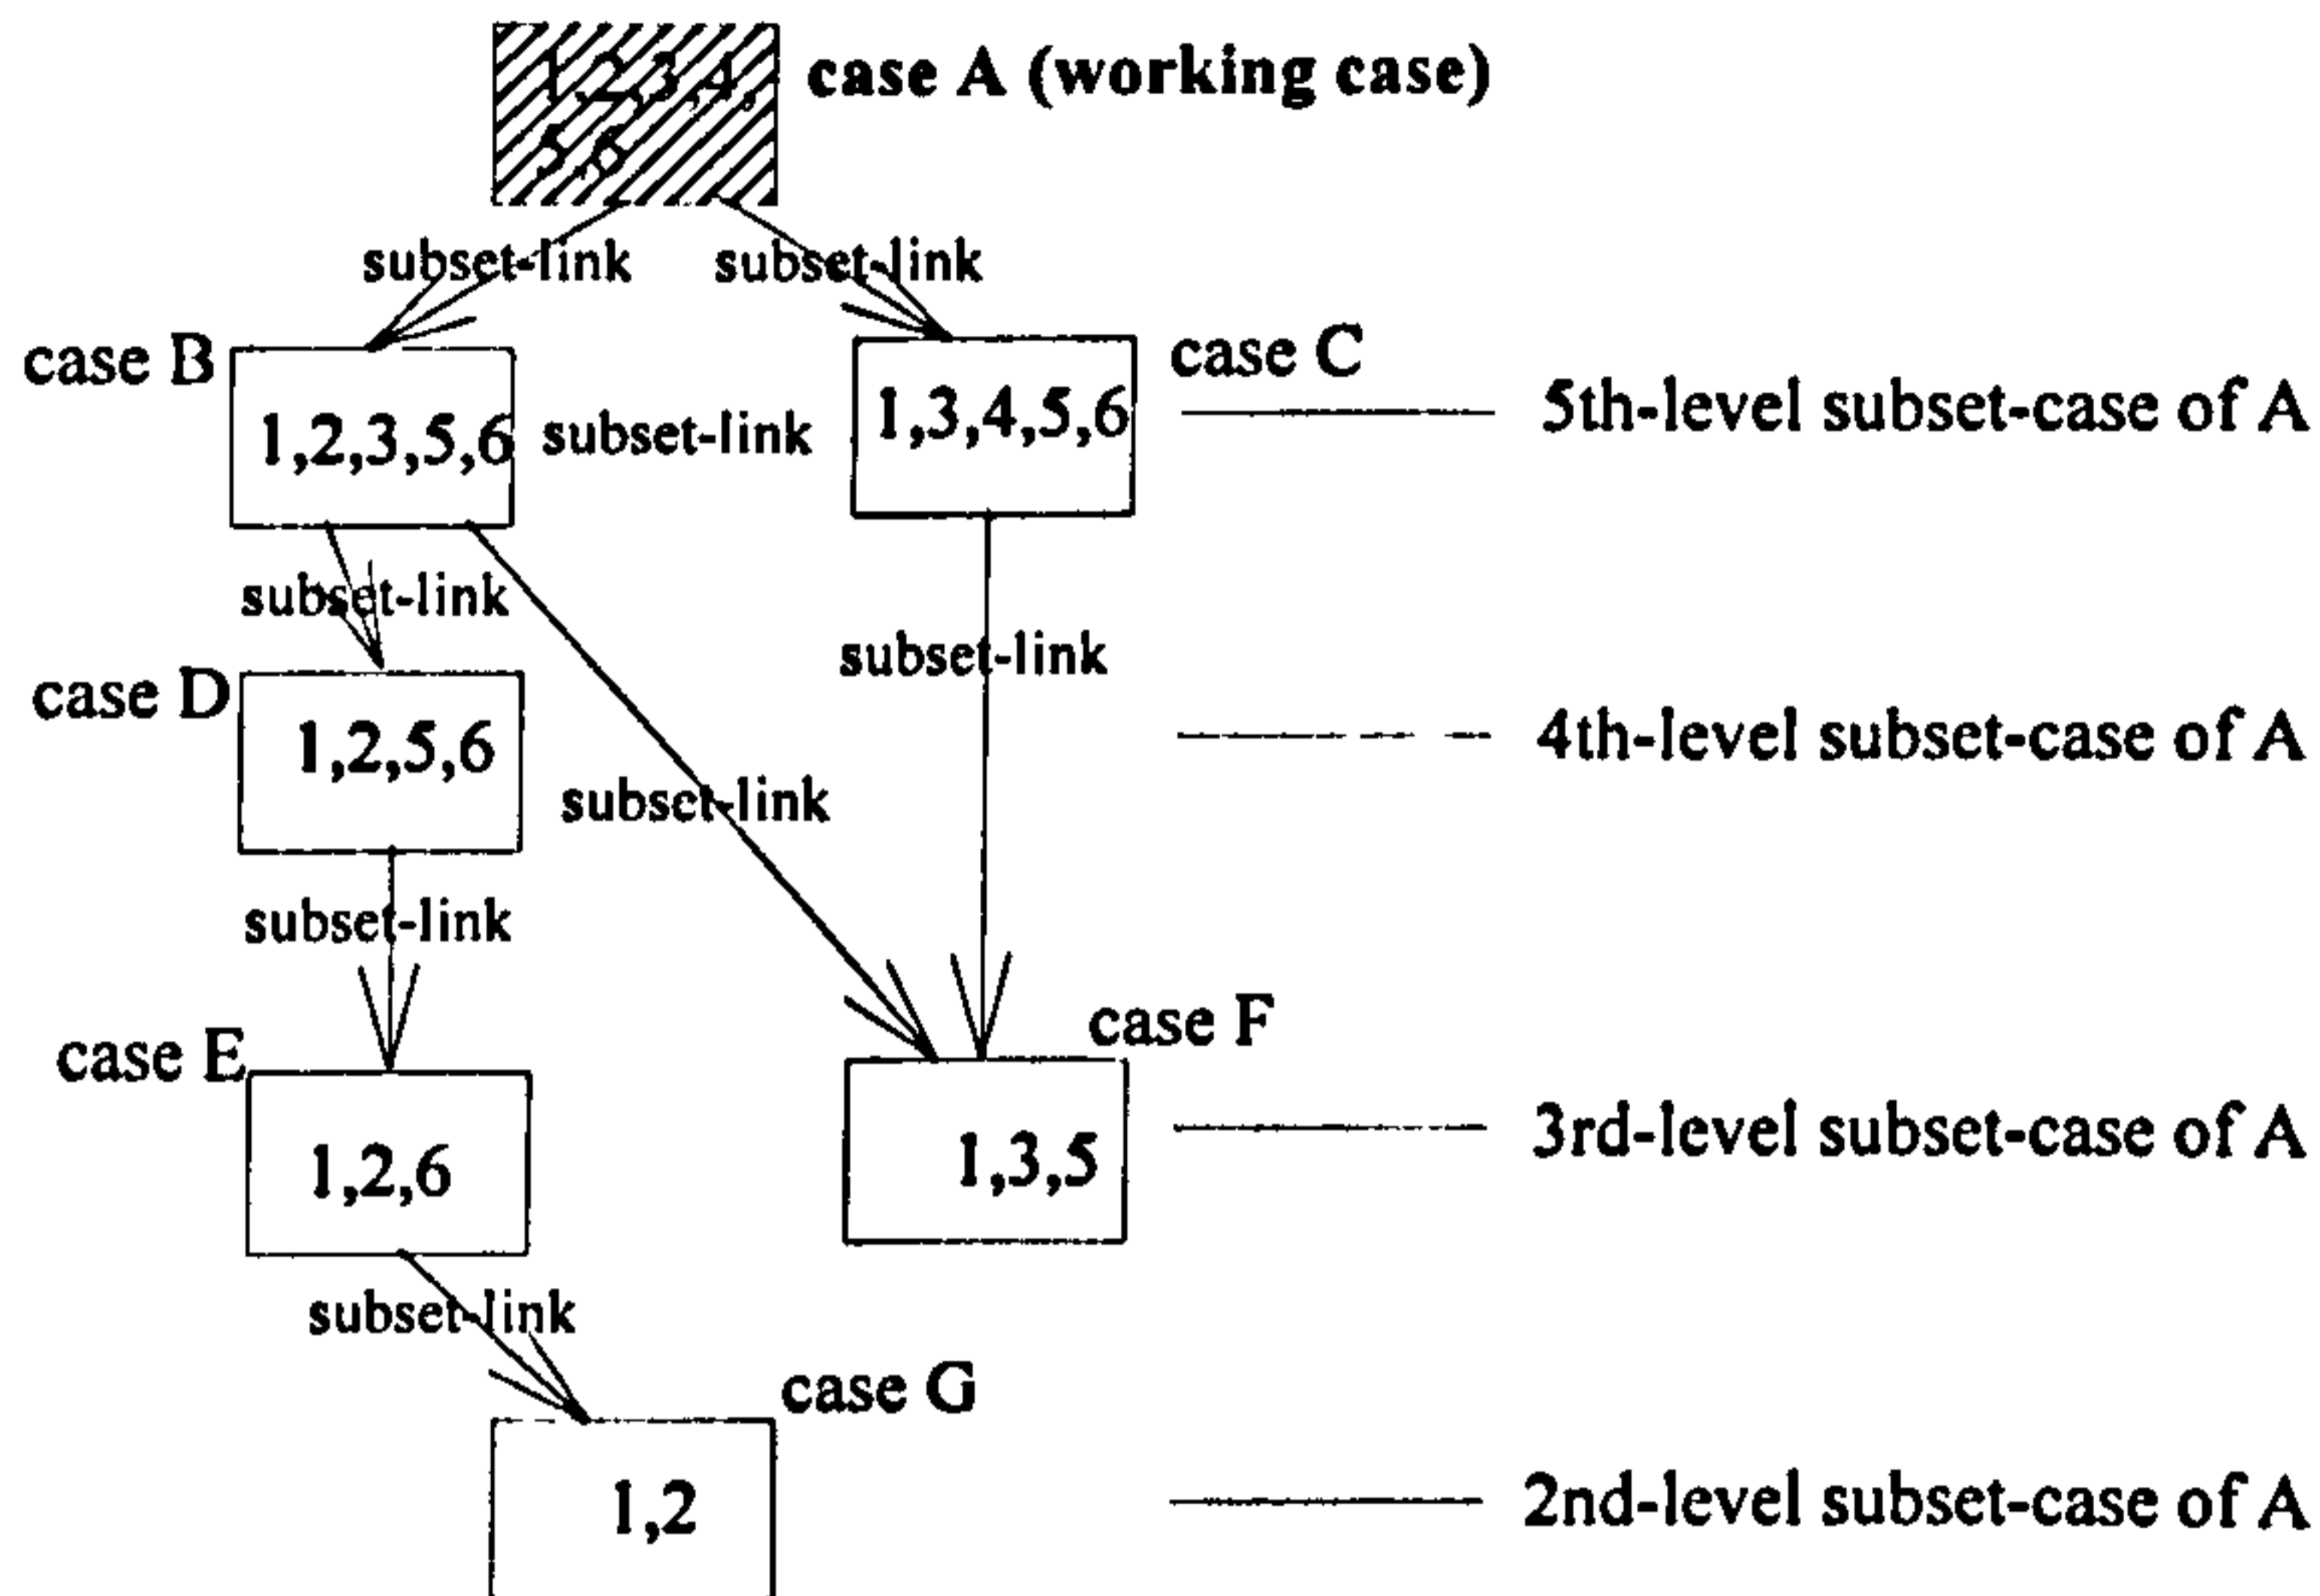 1,2,3,4,
5,6
case A (working case)
subset-link
subset-link
case B
1,2,3,5,6
subset-link
1,3,4,5,6
case C
5th-level subset-case of A
subset-link
subset-link
case D
1,2,5,6
4th-level subset-case of A
subset-link
subset-link
case E
1,2,6
case F
1,3,5
3rd-level subset-case of A
subset-link
case G
1,2
2nd-level subset-case of A